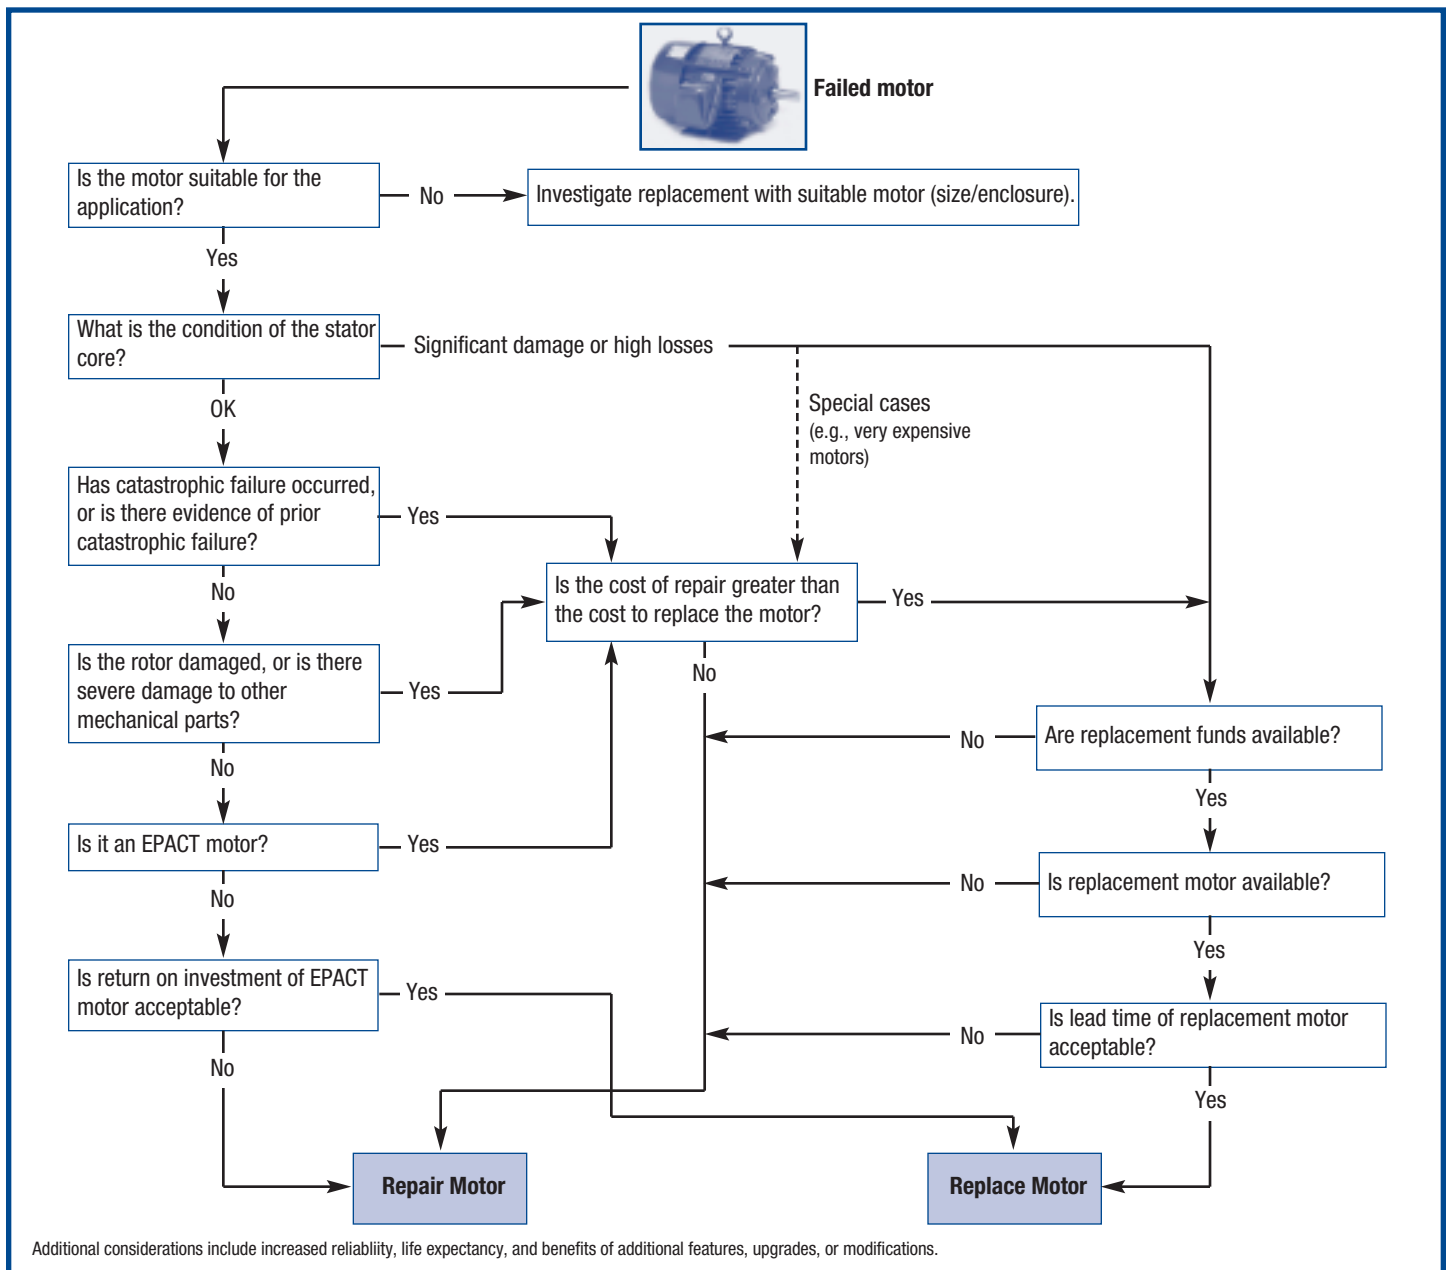 Failed motor
Is the motor suitable for the
application?
No
Investigate replacement with suitable motor (size/enclosure).
Yes
What is the condition of the stator
core?
Significant damage or high losses
Special cases
(e.g., very expensive
motors)
OK
Has catastrophic failure occurred,
or is there evidence of prior
catastrophic failure?
Yes
No
Is the cost of repair greater than
the cost to replace the motor?
Yes
No
Is the rotor damaged, or is there
severe damage to other
mechanical parts?
Yes
No
Are replacement funds available?
No
Yes
Is it an EPACT motor?
Yes
No
Is replacement motor available?
No
Yes
Is return on investment of EPACT
motor acceptable?
Yes
No
Is lead time of replacement motor
acceptable?
No
Yes
Repair Motor
Replace Motor
Additional considerations include increased reliabliity, life expectancy, and benefits of additional features, upgrades, or modifications.